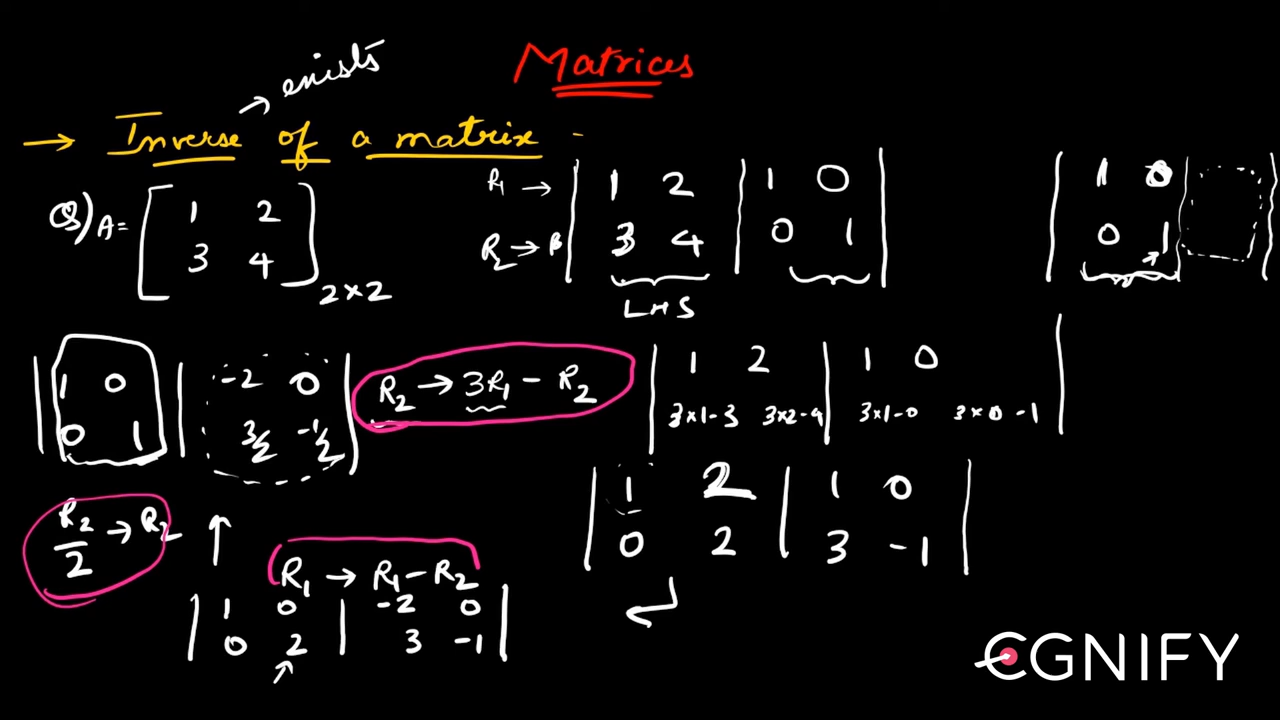 Matrices
→ exists
→ Inverse of a matrix -
Q) A = [ 1 2
3 4 ] 2×2
R1 → | 1 2 | 1 0 |
R2 → | 3 4 | 0 1 |
LHS
| 1 0 |
| 0 1 |
| 1 0 | -2 0 |
| 0 1 | 3/2 -1/2 |
R2 → 3R1 - R2
| 1 2 | 1 0 |
| 3×1-3 3×2-4 | 3×1-0 3×0-1 |
| 1 2 | 1 0 |
| 0 2 | 3 -1 |
R2/2 → R2 ↑
R1 → R1 - R2
| 1 0 | -2 0 |
| 0 2 | 3 -1 |
CGNIFY